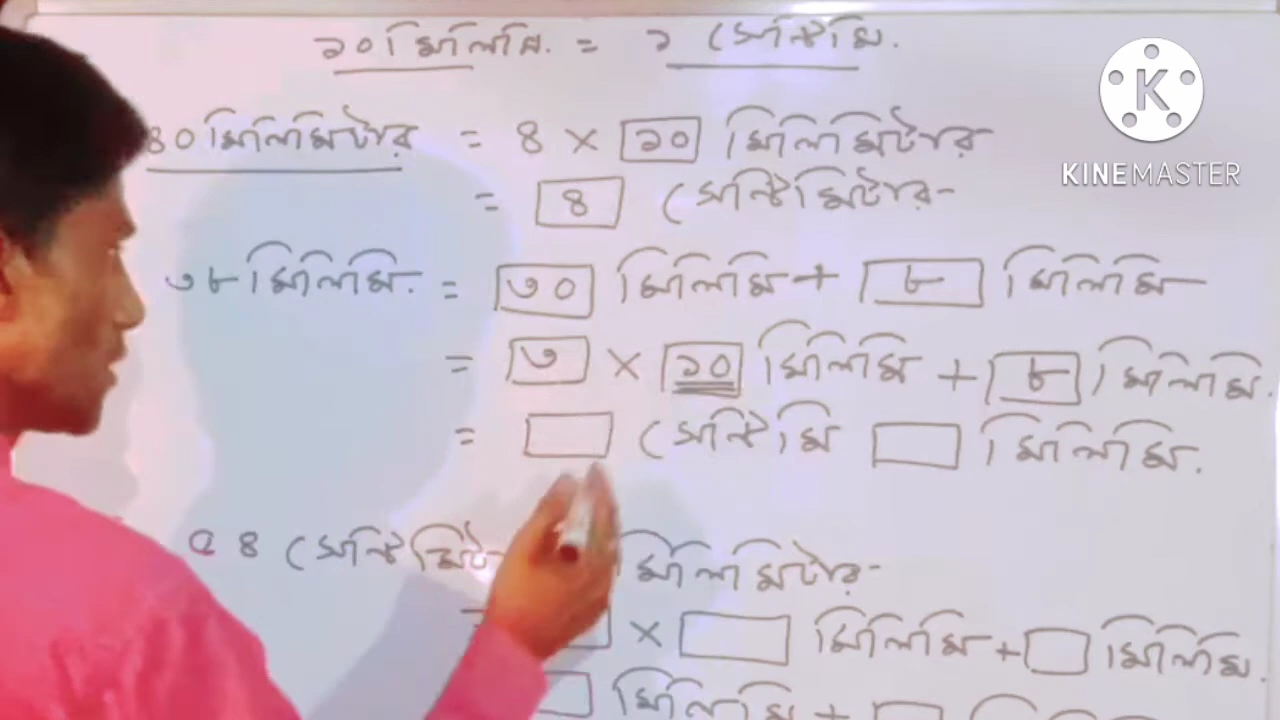 ১০ মিলিমি. = ১ সেন্টিমি.
KINEMASTER
৪০ মিলিমিটার = ৪ × ১০ মিলিমিটার
= ৪ সেন্টিমিটার
৩৮ মিলিমি. = ৩০ মিলিমি + ৮ মিলিমি
= ৩ × ১০ মিলিমি + ৮ মিলিমি.
= সেন্টিমি মিলিমি.
৫৪ মিলিমিটার
× মিলিমি + মিলিমি.
মিলিমি +